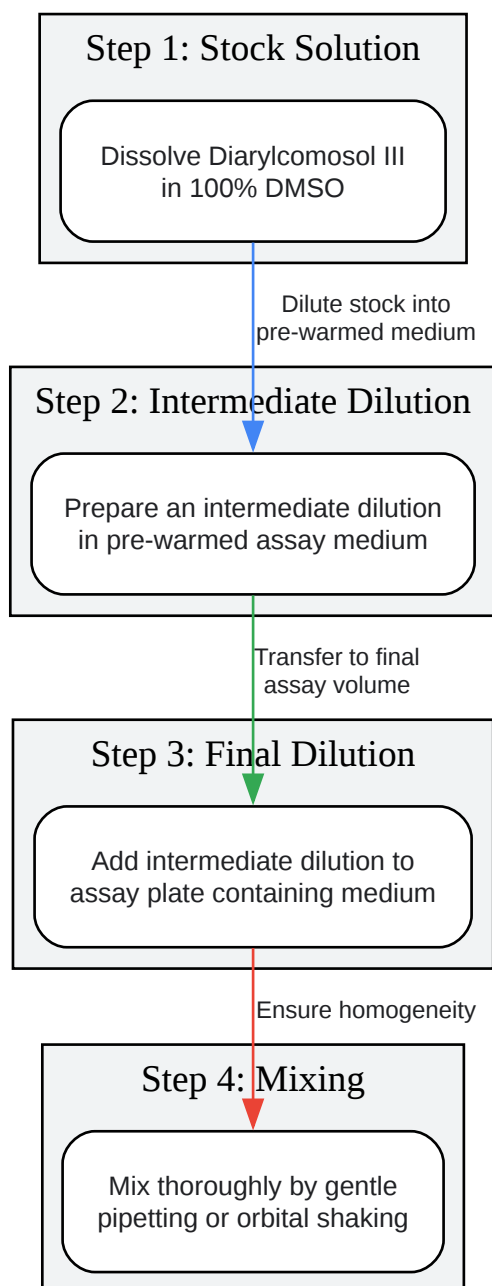 Step 1: Stock Solution
Dissolve Diarylcomosol III
in 100% DMSO
Dilute stock into
pre-warmed medium
Step 2: Intermediate Dilution
Prepare an intermediate dilution
in pre-warmed assay medium
Transfer to final
assay volume
Step 3: Final Dilution
Add intermediate dilution to
assay plate containing medium
Ensure homogeneity
Step 4: Mixing
Mix thoroughly by gentle
pipetting or orbital shaking